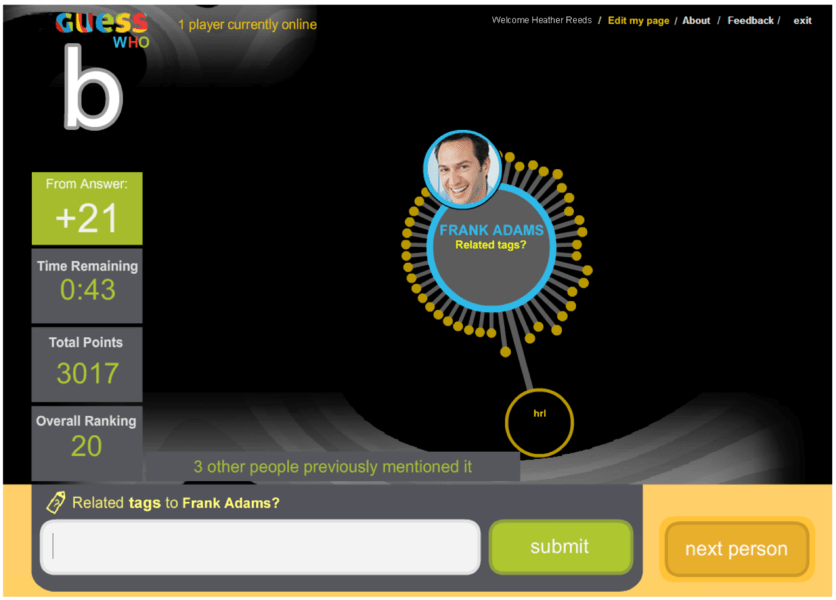 GUESS
WHO
b
1 player currently online
Welcome Heather Reeds / Edit my page / About / Feedback / exit
From Answer:
+21
Time Remaining
0:43
Total Points
3017
Overall Ranking
20
FRANK ADAMS
Related tags?
hrl
3 other people previously mentioned it
Related tags to Frank Adams?
submit
next person